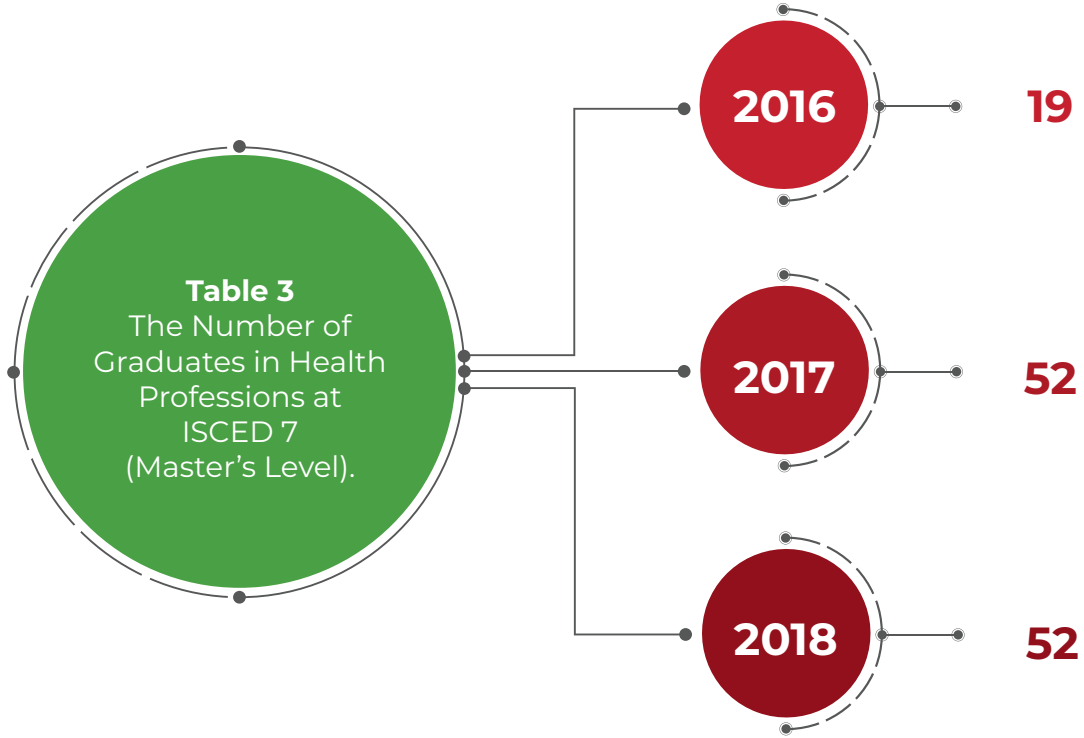 Table 3
The Number of
Graduates in Health
Professions at
ISCED 7
(Master’s Level).
2016
19
2017
52
2018
52